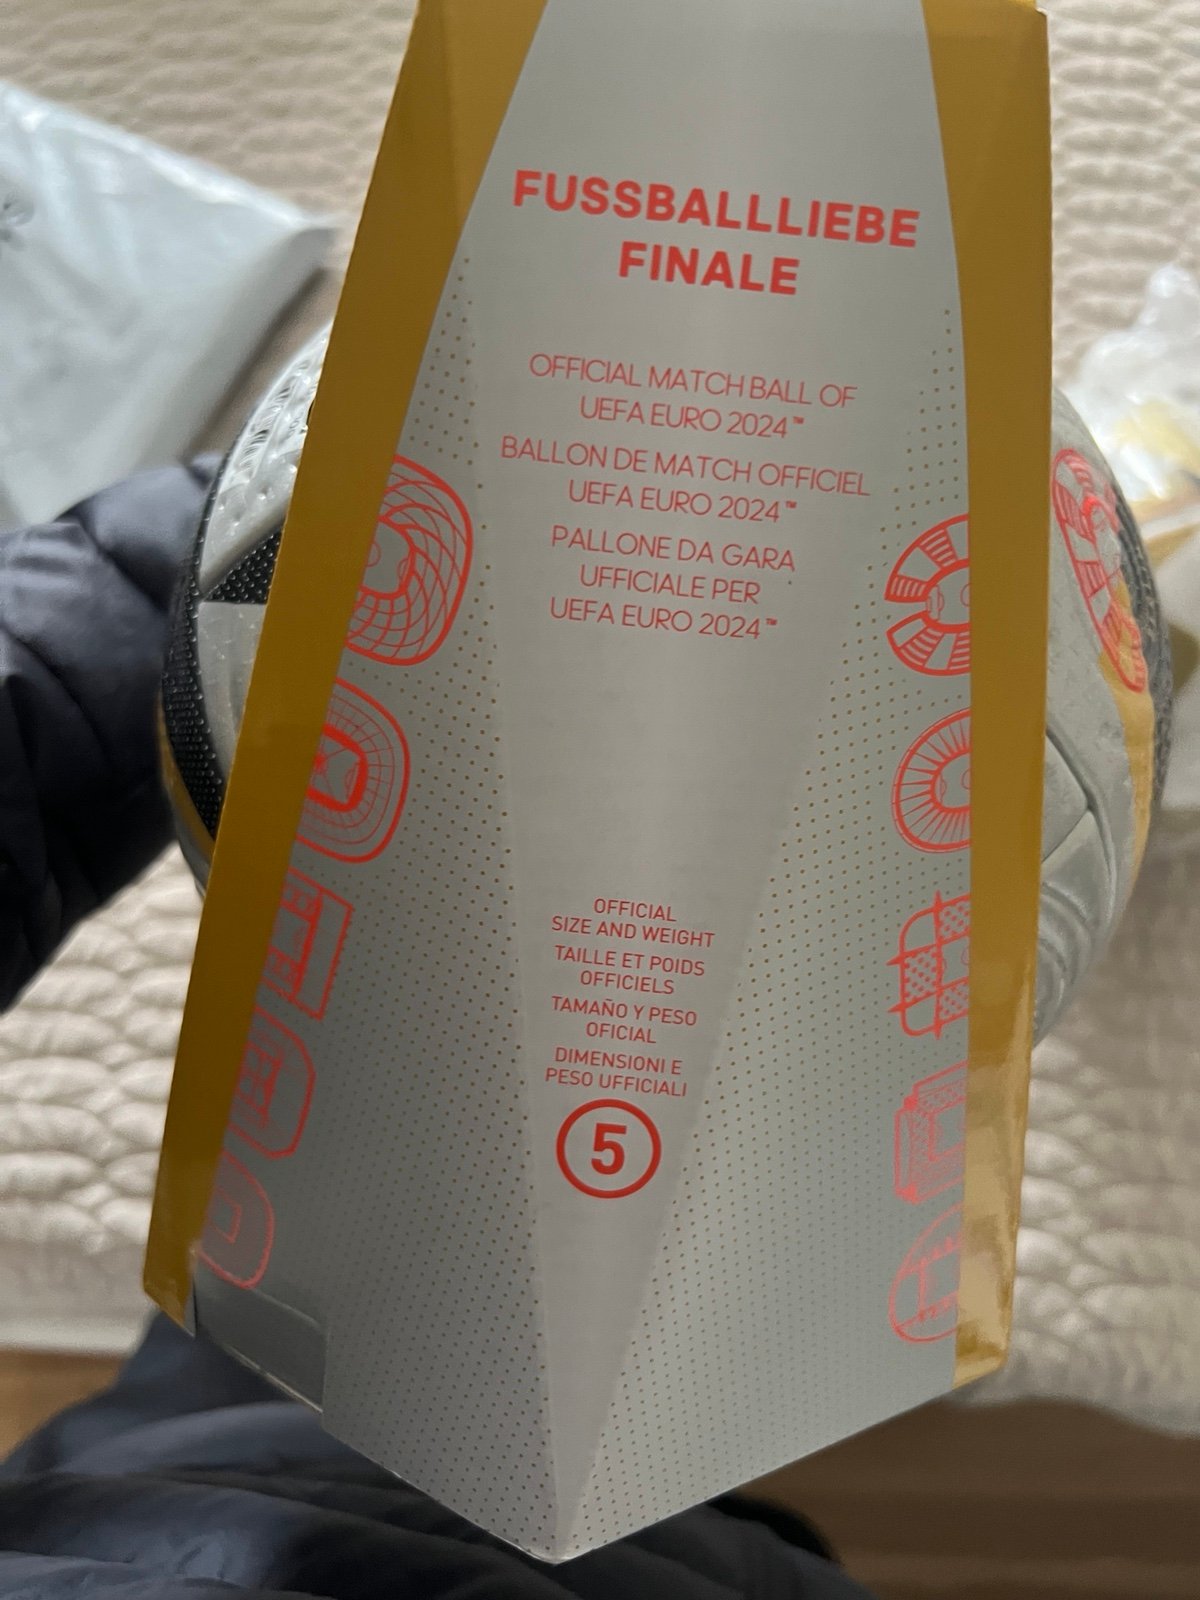 FUSSBALLLIEBE
FINALE
OFFICIAL MATCH BALL OF
UEFA EURO 2024™
BALLON DE MATCH OFFICIEL
UEFA EURO 2024™
PALLONE DA GARA
UFFICIALE PER
UEFA EURO 2024™
OFFICIAL
SIZE AND WEIGHT
TAILLE ET POIDS
OFFICIELS
TAMAÑO Y PESO
OFICIAL
DIMENSIONI E
PESO UFFICIALI
5